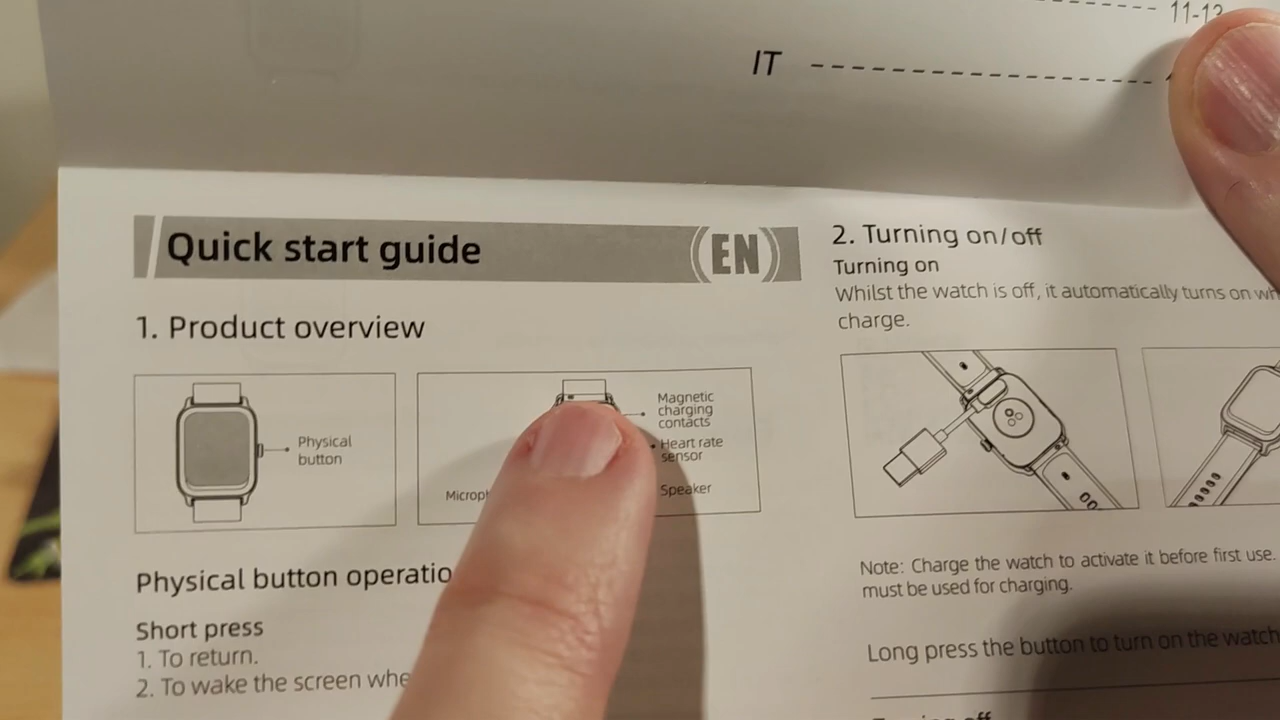 11-13
IT
Quick start guide (EN)
1. Product overview
Physical
button
Magnetic
charging
contacts
Heart rate
sensor
Speaker
Physical button
Short press
1. To return.
2. To wake the screen
2. Turning on/off
Turning on
Whilst the watch is off, it automatically turns on
charge.
Note: Charge the watch to activate it before first use.
must be used for charging.
Long press the button to turn on the watch